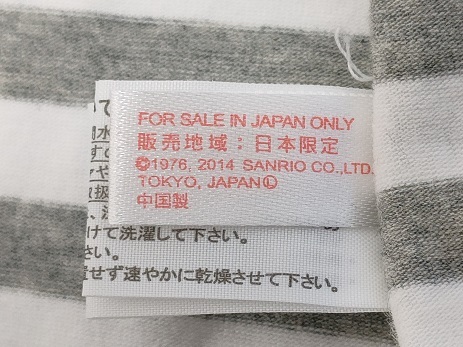 FOR SALE IN JAPAN ONLY
販売地域：日本限定
©1976, 2014 SANRIO CO.,LTD.
TOKYO, JAPAN Ⓛ
中国製
けて洗濯して下さい。
さい。
せず速やかに乾燥させて下さい。